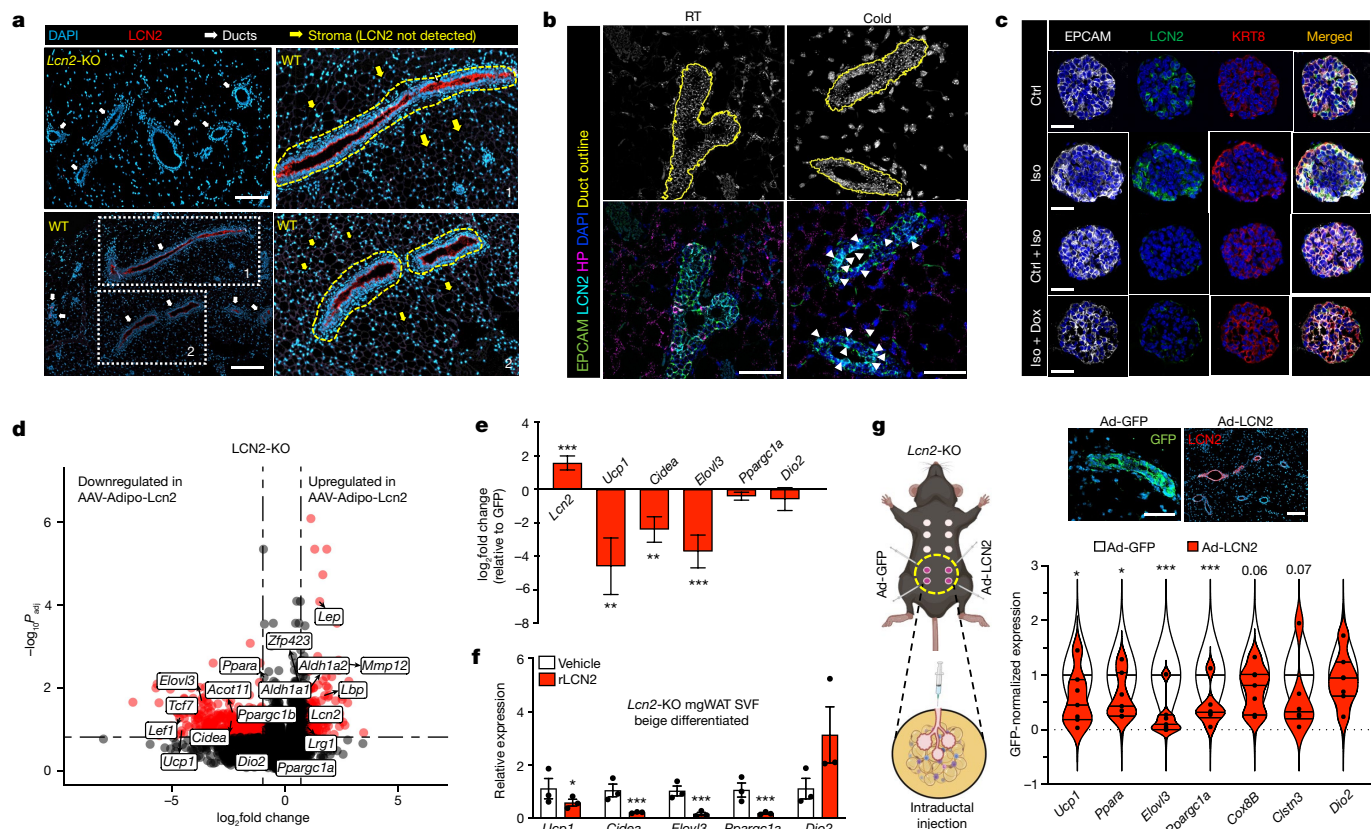 a
DAPI LCN2 Ducts Stroma (LCN2 not detected)
Lcn2-KO
WT
1
WT
1
2
2
b
RT Cold
EPCAM LCN2 HP DAPI Duct outline
c
EPCAM LCN2 KRT8 Merged
Ctrl
Iso
Ctrl + Iso
Iso + Dox
d
LCN2-KO
Downregulated in
AAV-Adipo-Lcn2
Upregulated in
AAV-Adipo-Lcn2
–log10Padj
6
4
2
0
Lep
Zfp423
Ppara
Aldh1a2
Mmp12
Elovl3
Acot11
Aldh1a1
Lbp
Tcf7
Ppargc1b
Lcn2
Lef1
Cidea
Lrg1
Ucp1
Dio2
Ppargc1a
–5 0 5
log2fold change
e
log2fold change
(relative to GFP)
4
2
0
–2
–4
–6
–8
***
Lcn2
Ucp1
Cidea
Elovl3
Ppargc1a
Dio2
**
**
***
f
Vehicle
rLCN2
Lcn2-KO mgWAT SVF
beige differentiated
Relative expression
6
4
2
0
* *** *** ***
Ucp1 Cidea Elovl3 Ppargc1a Dio2
g
Lcn2-KO
Ad-GFP
Ad-LCN2
Intraductal
injection
Ad-GFP Ad-LCN2
GFP LCN2
Ad-GFP Ad-LCN2
* * *** *** 0.06 0.07
GFP-normalized expression
3
2
1
0
–1
Ucp1 Ppara Elovl3 Ppargc1a Cox8B Clstn3 Dio2